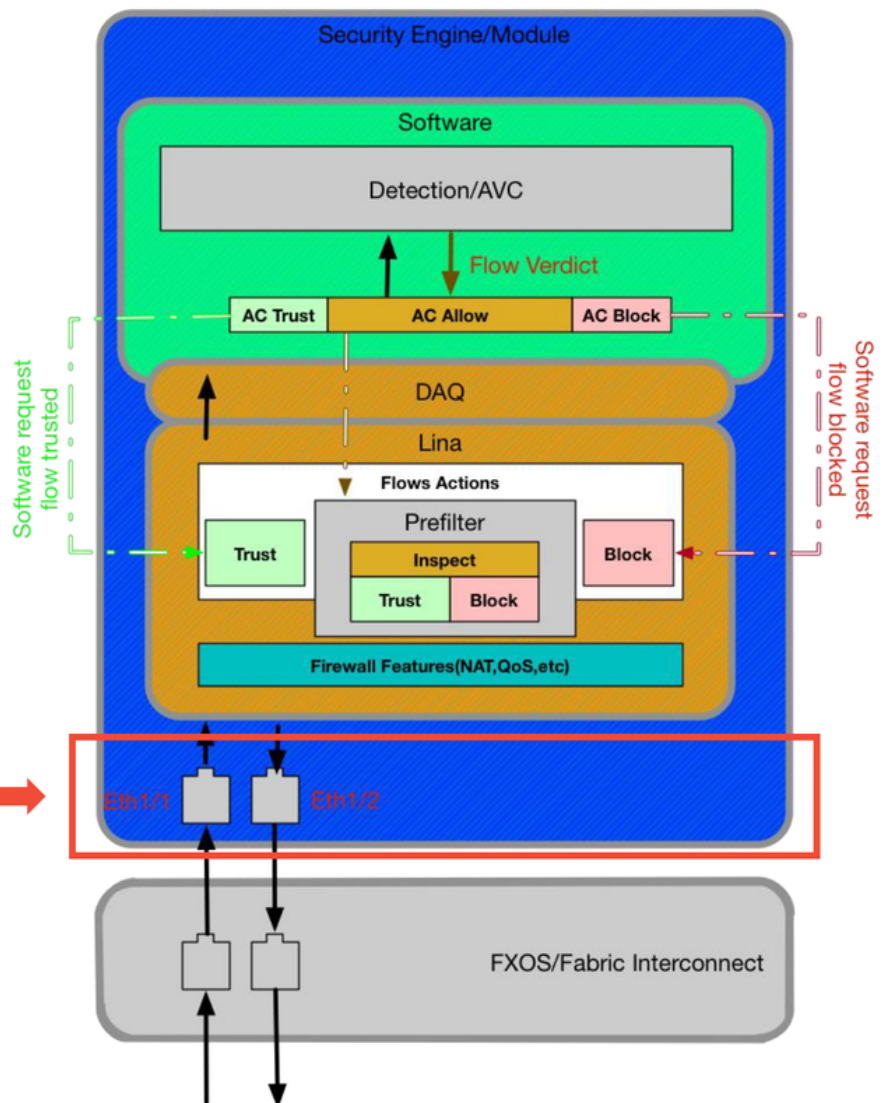 Security Engine/Module
Software
Detection/AVC
Flow Verdict
AC Trust
AC Allow
AC Block
Software request
flow trusted
Software request
flow blocked
DAQ
Lina
Flows Actions
Prefilter
Inspect
Trust
Trust
Block
Block
Firewall Features(NAT,QoS,etc)
Eth1/1
Eth1/2
FXOS/Fabric Interconnect